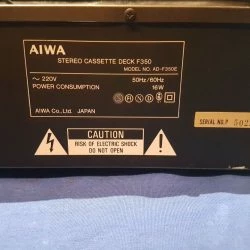 AIWA
STEREO CASSETTE DECK F350
MODEL NO. AD-F350E
~ 220V 50Hz/60Hz
POWER CONSUMPTION 16W
S N D
AIWA Co., Ltd. JAPAN
SERIAL NO.P 502
CAUTION
RISK OF ELECTRIC SHOCK
DO NOT OPEN